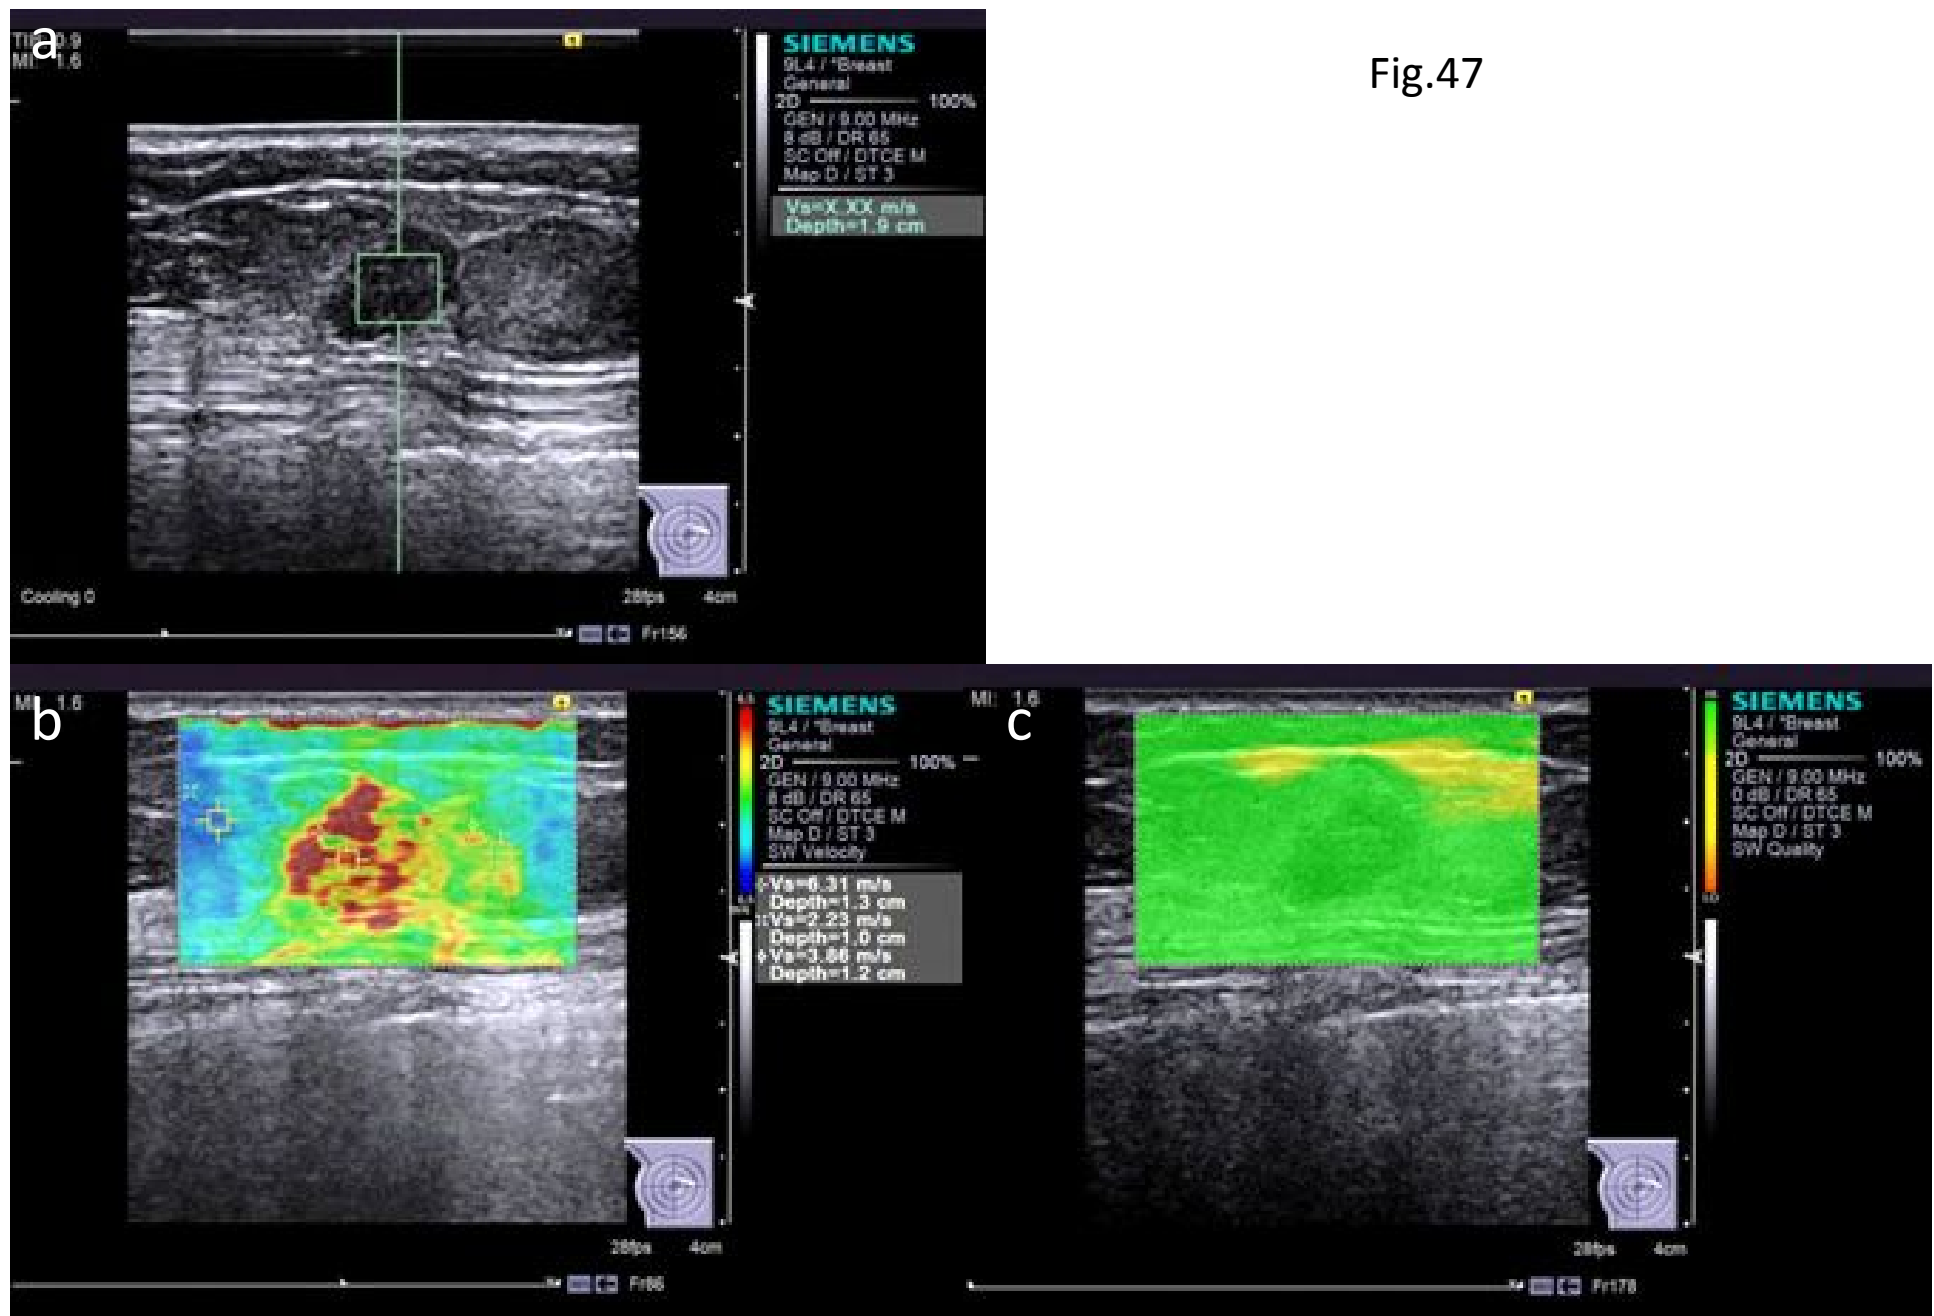 a
TIB: 0.9
MI: 1.6
SIEMENS
9L4 / *Breast
General
2D 100%
GEN / 9.00 MHz
8 dB / DR 65
SC Off / DTCE M
Map D / ST 3
Vs=X.XX m/s
Depth=1.9 cm
Cooling 0
28fps 4cm
Fr156
Fig.47
b
MI: 1.6
SIEMENS
9L4 / *Breast
General
2D 100%
GEN / 9.00 MHz
8 dB / DR 65
SC Off / DTCE M
Map D / ST 3
SW Velocity
Vs=6.31 m/s
Depth=1.3 cm
Vs=2.23 m/s
Depth=1.0 cm
Vs=3.86 m/s
Depth=1.2 cm
28fps 4cm
Fr86
c
MI: 1.6
SIEMENS
9L4 / *Breast
General
2D 100%
GEN / 9.00 MHz
0 dB / DR 65
SC Off / DTCE M
Map D / ST 3
SW Quality
28fps 4cm
Fr178